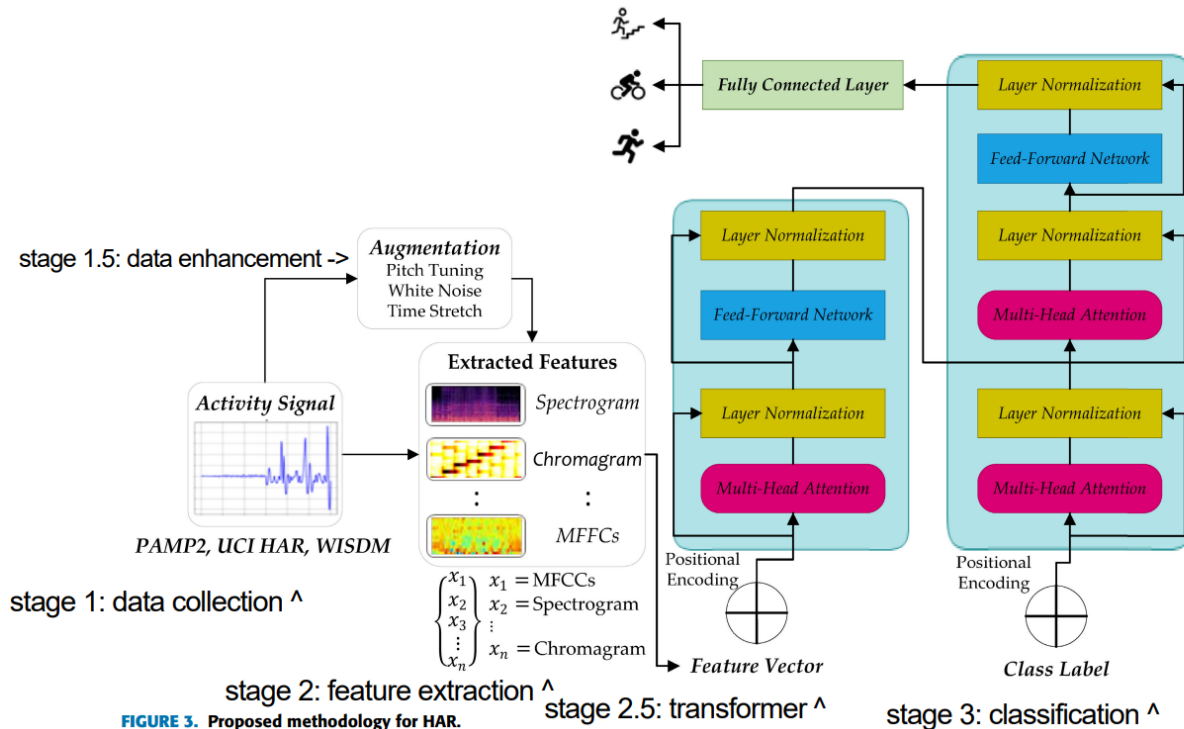 Fully Connected Layer
Layer Normalization
Feed-Forward Network
Layer Normalization
Multi-Head Attention
Layer Normalization
Multi-Head Attention
Positional
Encoding
Class Label
stage 3: classification ^
Layer Normalization
Feed-Forward Network
Layer Normalization
Multi-Head Attention
Positional
Encoding
Feature Vector
stage 2.5: transformer ^
stage 1.5: data enhancement ->
Augmentation
Pitch Tuning
White Noise
Time Stretch
Extracted Features
Spectrogram
Chromagram
:
:
MFFCs
Activity Signal
PAMP2, UCI HAR, WISDM
stage 1: data collection ^
x₁
x₂
x₃
⋮
xₙ
x₁ = MFCCs
x₂ = Spectrogram
⋮
xₙ = Chromagram
stage 2: feature extraction ^
FIGURE 3. Proposed methodology for HAR.